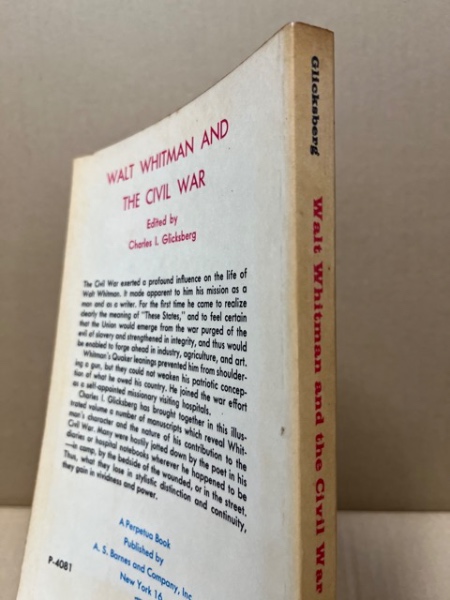 WALT WHITMAN AND
THE CIVIL WAR
Edited by
Charles I. Glicksberg
The Civil War exerted a profound influence on the life of
Walt Whitman. It made apparent to him his mission as a
man and as a writer. For the first time he came to realize
clearly the meaning of "These States," and to feel certain
that the Union would emerge from the war purged of the
evil of slavery and strengthened in integrity, and thus would
be enabled to forge ahead in industry, agriculture, and art.
Whitman's Quaker leanings prevented him from shoulder-
ing a gun, but they could not weaken his patriotic concep-
tion of what he owed his country. He joined the war effort
as a self-appointed missionary visiting hospitals.
Charles I. Glicksberg has brought together in this illus-
trated volume a number of manuscripts which reveal Whit-
man's character and the nature of his contribution to the
Civil War. Many were hastily jotted down by the poet in his
diaries or hospital notebooks wherever he happened to be
in camp, by the bedside of the wounded, or in the street.
Thus, what they lose in stylistic distinction and continuity,
they gain in vividness and power.
A Perpetua Book
Published by
A. S. Barnes and Company, Inc.
New York 16
P-4081
Glicksberg
Walt Whitman and the Civil War